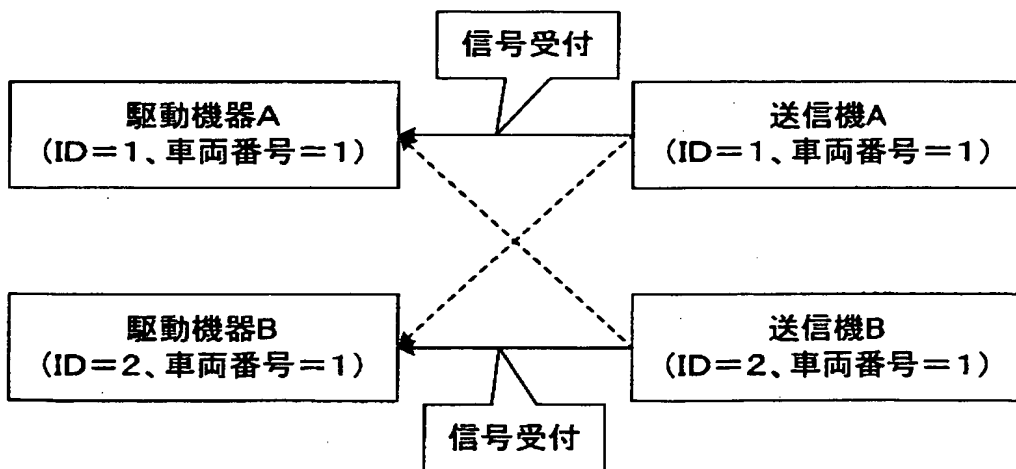 信号受付
駆動機器A
(ID=1、車両番号=1)
送信機A
(ID=1、車両番号=1)
駆動機器B
(ID=2、車両番号=1)
送信機B
(ID=2、車両番号=1)
信号受付